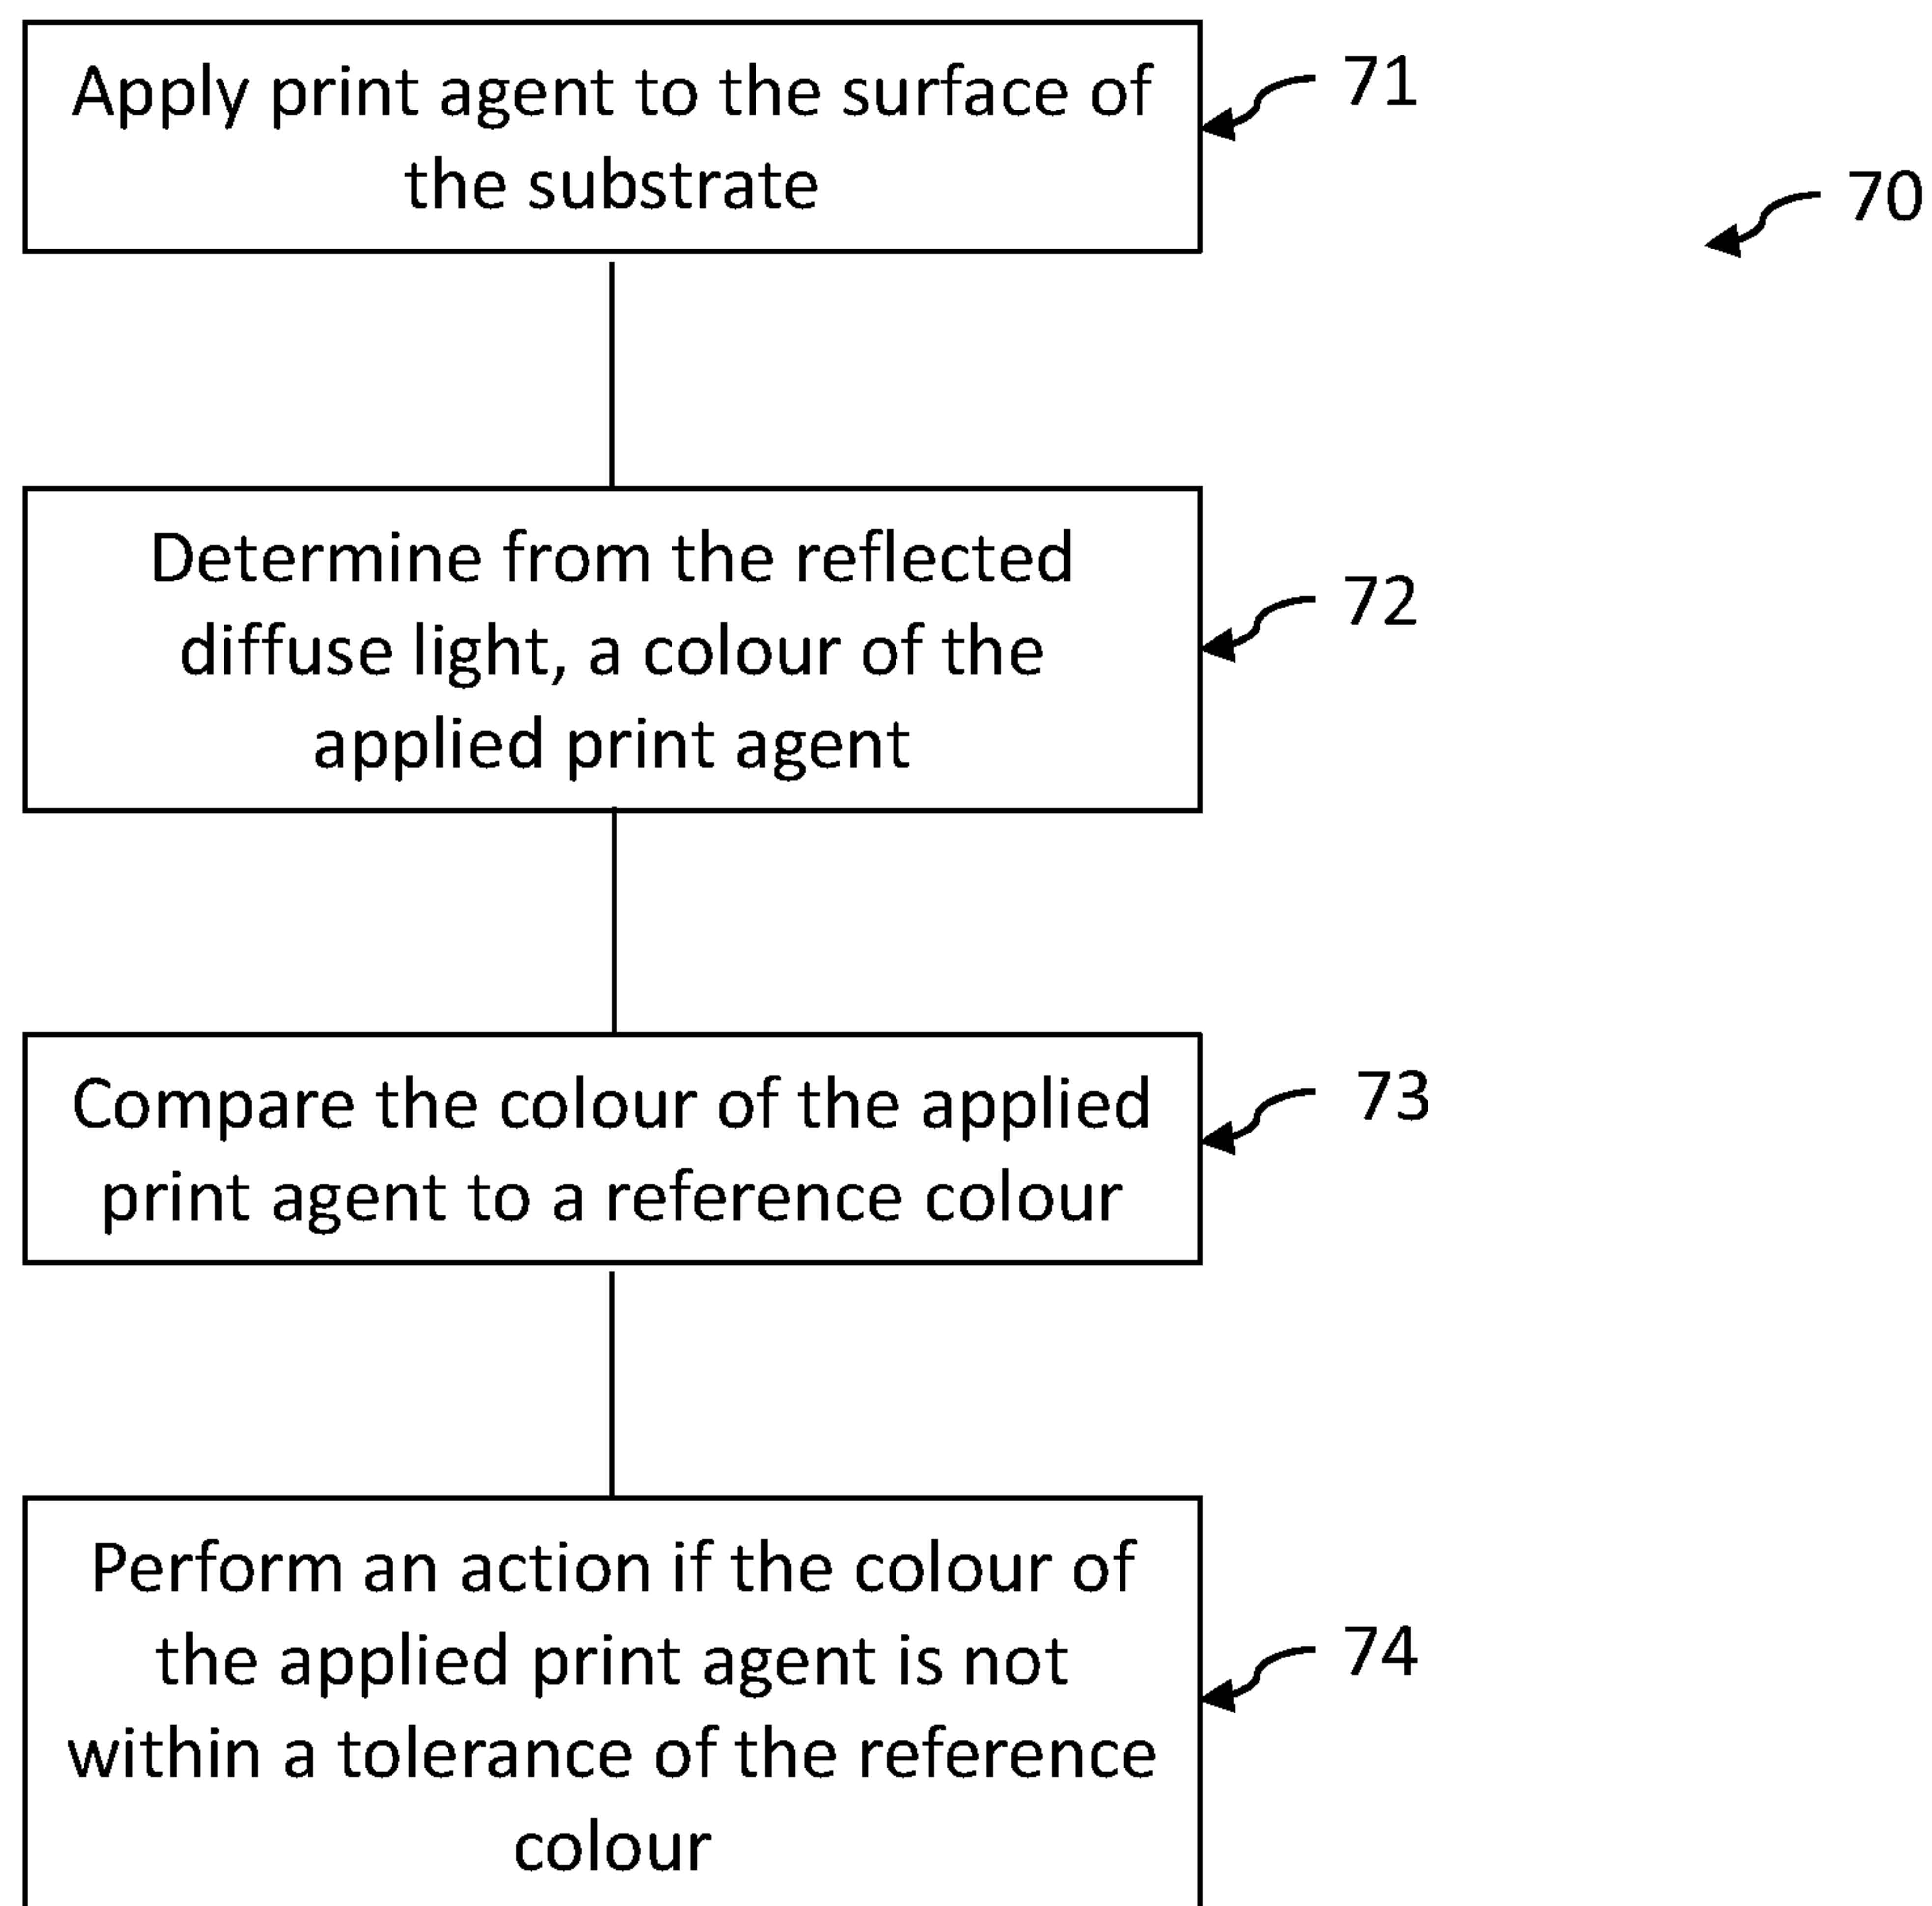 Apply print agent to the surface of
the substrate
71
70
Determine from the reflected
diffuse light, a colour of the
applied print agent
72
Compare the colour of the applied
print agent to a reference colour
73
Perform an action if the colour of
the applied print agent is not
within a tolerance of the reference
colour
74